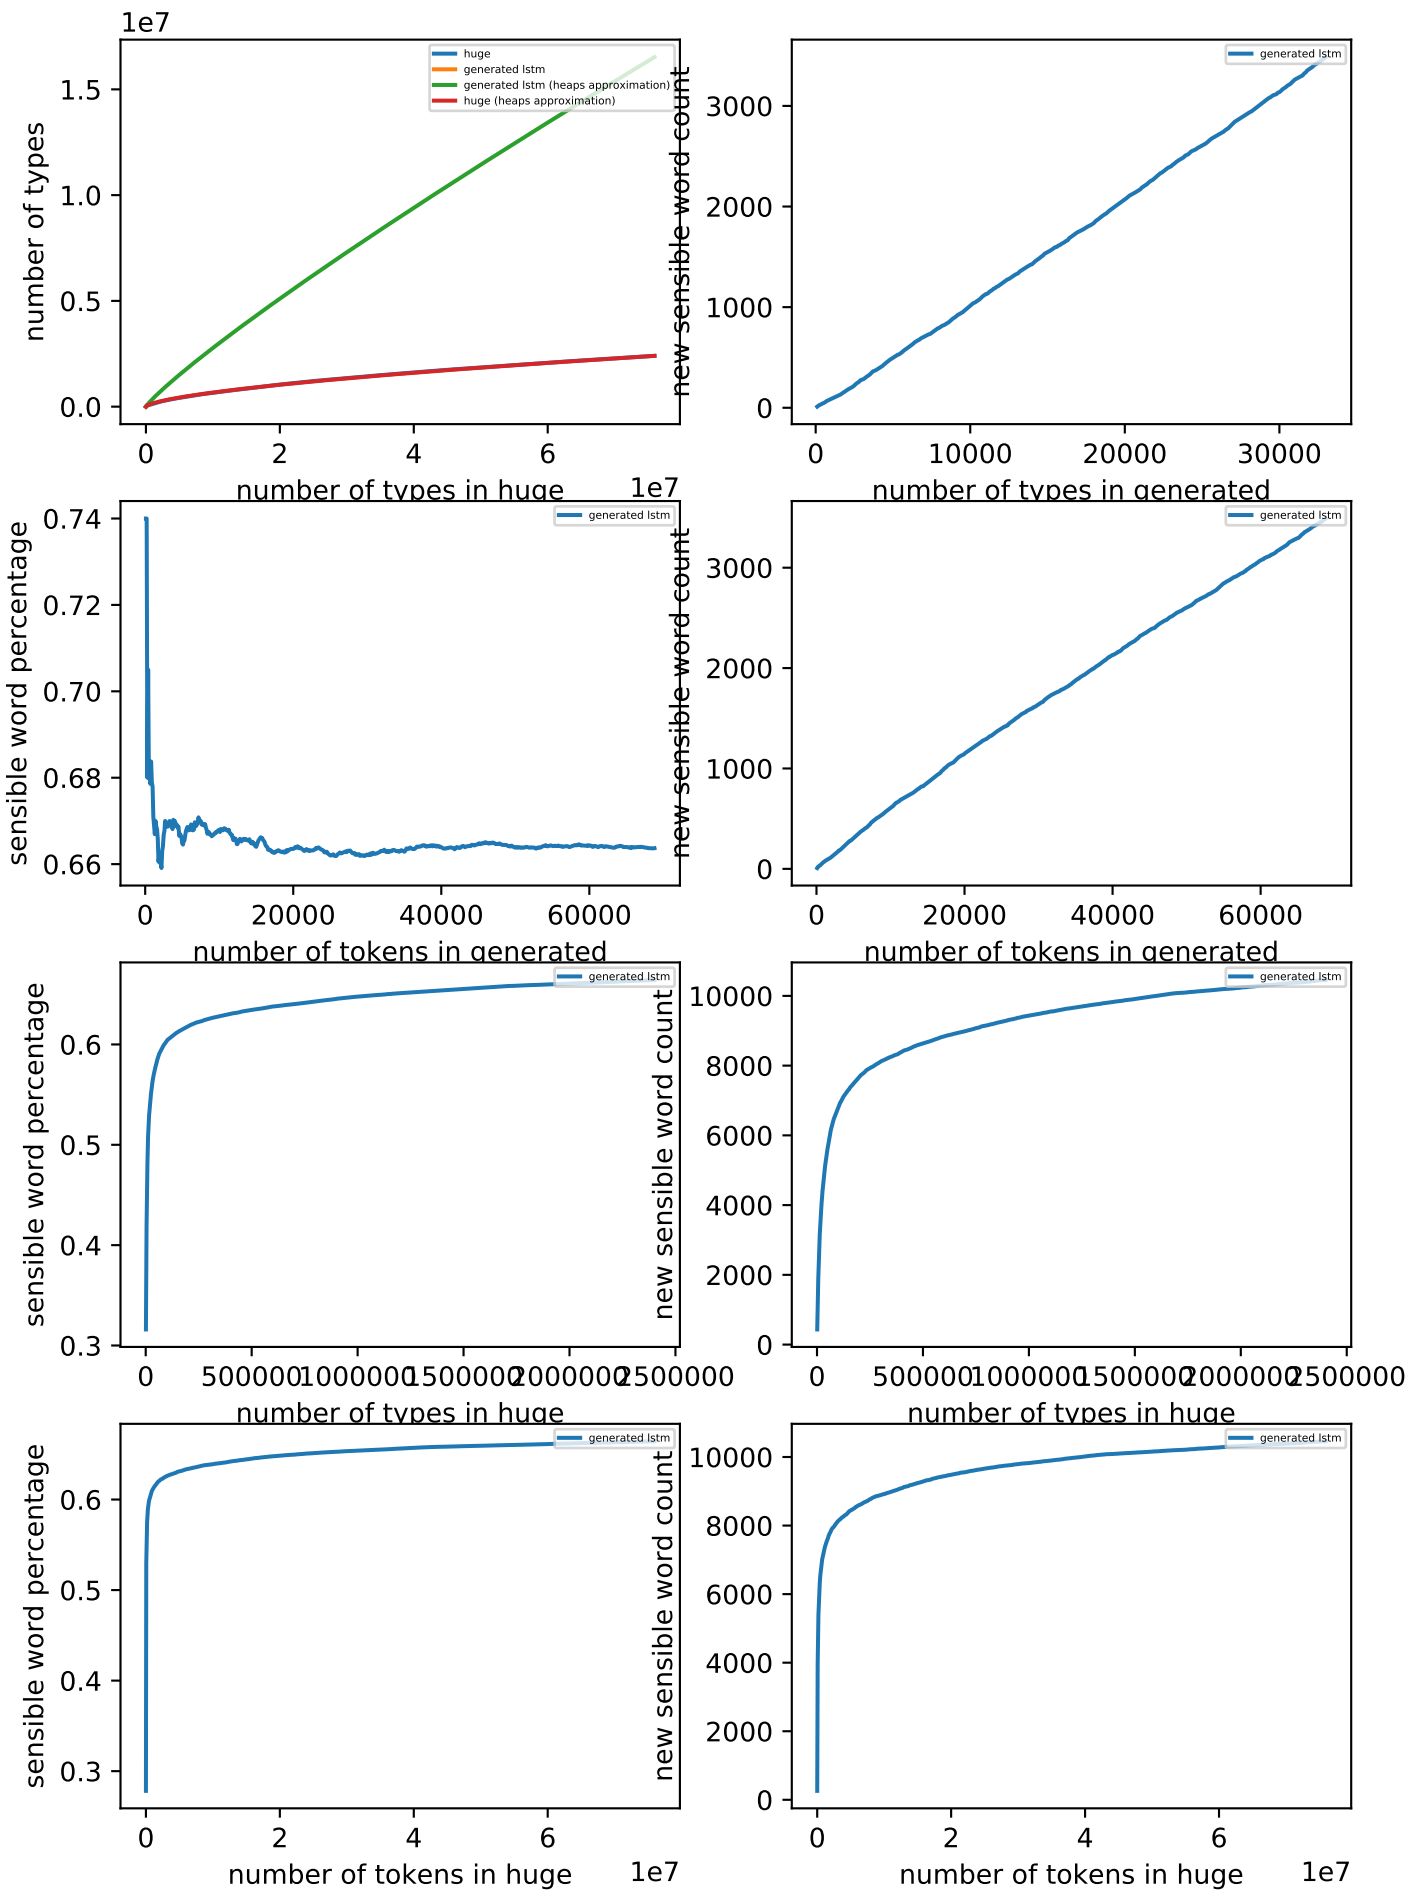 1e7
number of types
1.5
1.0
0.5
0.0
0
2
4
6
1e7
number of types in huge
huge
generated lstm
generated lstm (heaps approximation)
huge (heaps approximation)
new sensible word count
3000
2000
1000
0
0
10000
20000
30000
number of types in generated
generated lstm
sensible word percentage
0.74
0.72
0.70
0.68
0.66
0
20000
40000
60000
number of tokens in generated
generated lstm
new sensible word count
3000
2000
1000
0
0
20000
40000
60000
number of tokens in generated
generated lstm
sensible word percentage
0.6
0.5
0.4
0.3
0
500000
1000000
1500000
2000000
2500000
number of types in huge
generated lstm
new sensible word count
10000
8000
6000
4000
2000
0
0
500000
1000000
1500000
2000000
2500000
number of types in huge
generated lstm
sensible word percentage
0.6
0.5
0.4
0.3
0
2
4
6
1e7
number of tokens in huge
generated lstm
new sensible word count
10000
8000
6000
4000
2000
0
0
2
4
6
1e7
number of tokens in huge
generated lstm